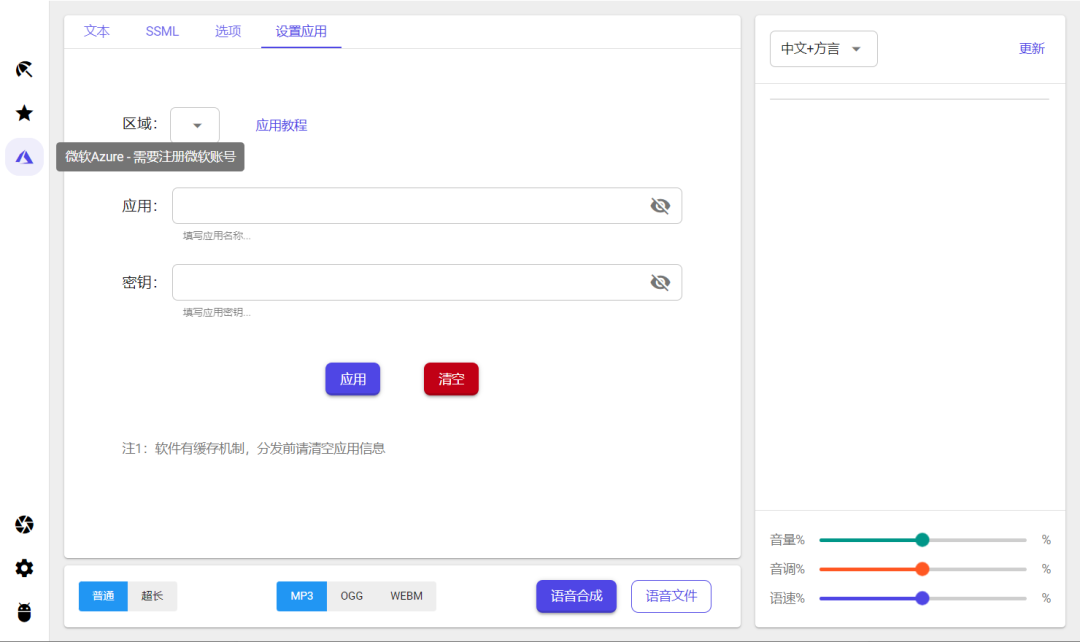 文本 SSML 选项 设置应用
中文+方言 更新
区域： 应用教程
微软Azure - 需要注册微软账号
应用：
填写应用名称...
密钥：
填写应用密钥...
应用 清空
注1：软件有缓存机制，分发前请清空应用信息
音量% %
音调% %
语速% %
普通 超长 MP3 OGG WEBM 语音合成 语音文件